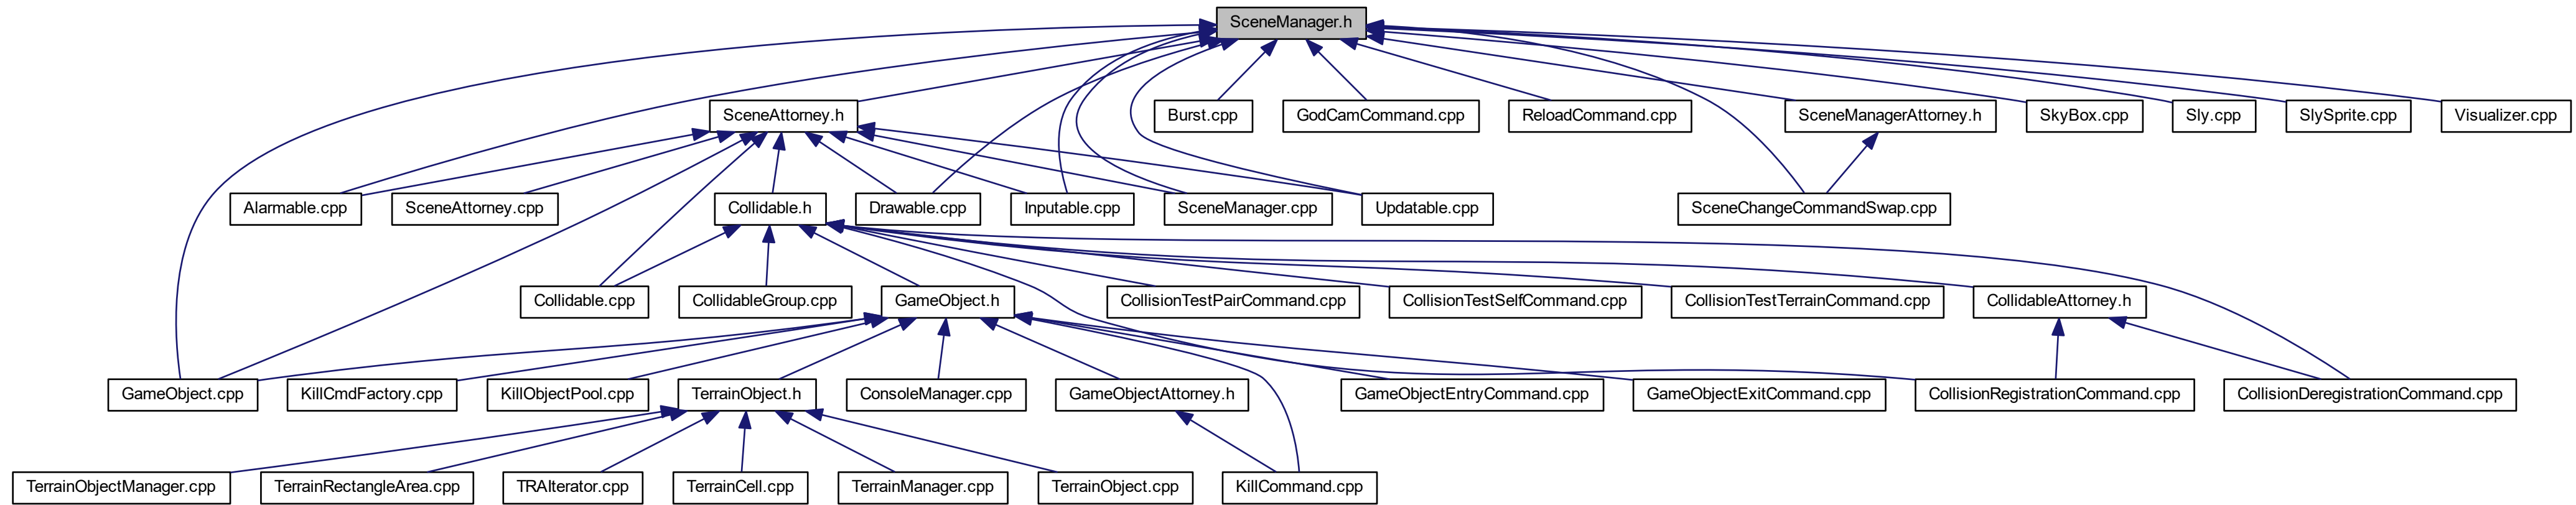 SceneManager.h
SceneAttorney.h
Burst.cpp
GodCamCommand.cpp
ReloadCommand.cpp
SceneManagerAttorney.h
SkyBox.cpp
Sly.cpp
SlySprite.cpp
Visualizer.cpp
Alarmable.cpp
SceneAttorney.cpp
Collidable.h
Drawable.cpp
Inputable.cpp
SceneManager.cpp
Updatable.cpp
SceneChangeCommandSwap.cpp
Collidable.cpp
CollidableGroup.cpp
GameObject.h
CollisionTestPairCommand.cpp
CollisionTestSelfCommand.cpp
CollisionTestTerrainCommand.cpp
CollidableAttorney.h
GameObject.cpp
KillCmdFactory.cpp
KillObjectPool.cpp
TerrainObject.h
ConsoleManager.cpp
GameObjectAttorney.h
GameObjectEntryCommand.cpp
GameObjectExitCommand.cpp
CollisionRegistrationCommand.cpp
CollisionDeregistrationCommand.cpp
TerrainObjectManager.cpp
TerrainRectangleArea.cpp
TRAIterator.cpp
TerrainCell.cpp
TerrainManager.cpp
TerrainObject.cpp
KillCommand.cpp